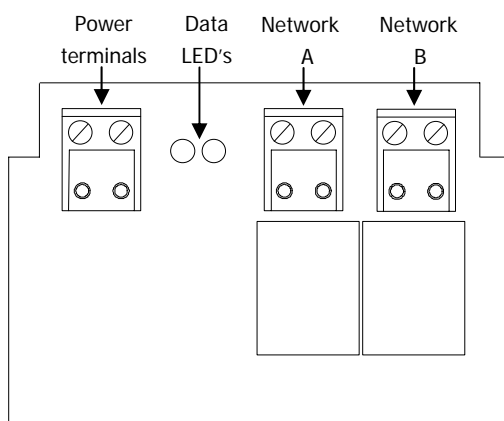 Power
terminals
Data
LED's
Network
A
Network
B